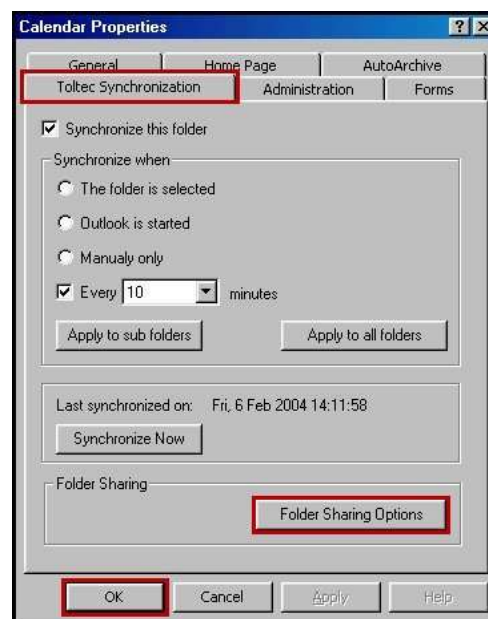 Calendar Properties
General Home Page AutoArchive
Toltec Synchronization Administration Forms
Synchronize this folder
Synchronize when
The folder is selected
Outlook is started
Manualy only
Every 10 minutes
Apply to sub folders Apply to all folders
Last synchronized on: Fri, 6 Feb 2004 14:11:58
Synchronize Now
Folder Sharing
Folder Sharing Options
OK Cancel Apply Help